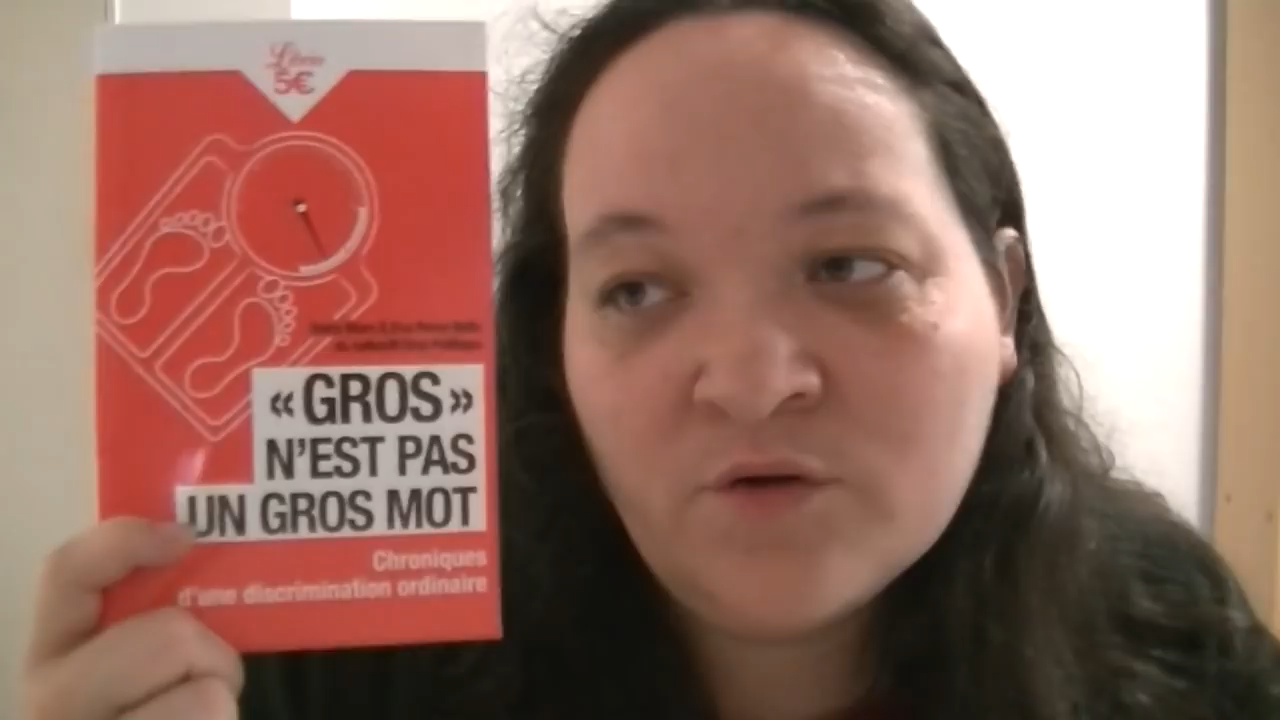 Librio
5€
« GROS »
N'EST PAS
UN GROS MOT
Chroniques
d'une discrimination ordinaire